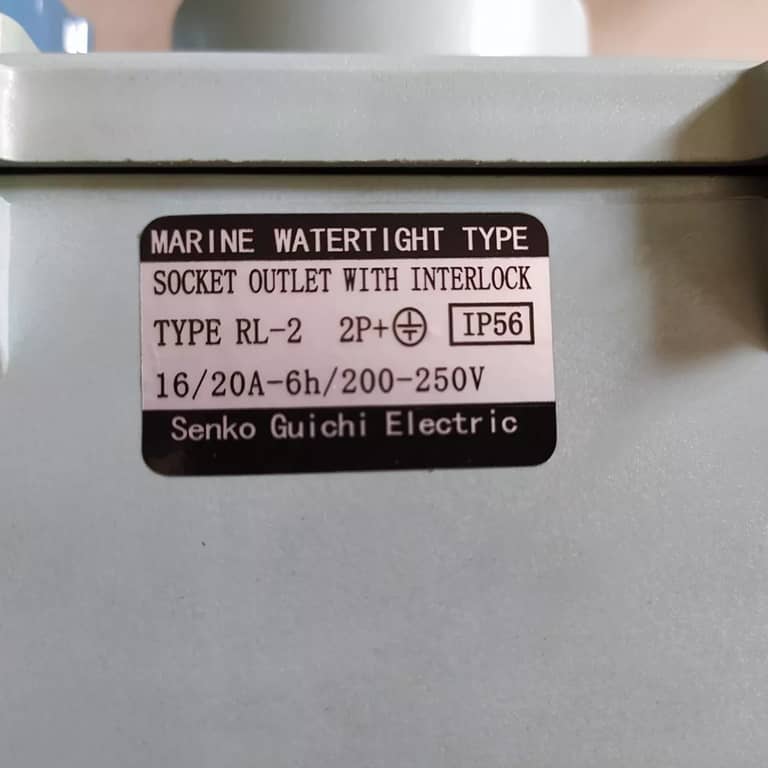 MARINE WATERTIGHT TYPE
SOCKET OUTLET WITH INTERLOCK
TYPE RL-2 2P+⏚ IP56
16/20A-6h/200-250V
Senko Guichi Electric